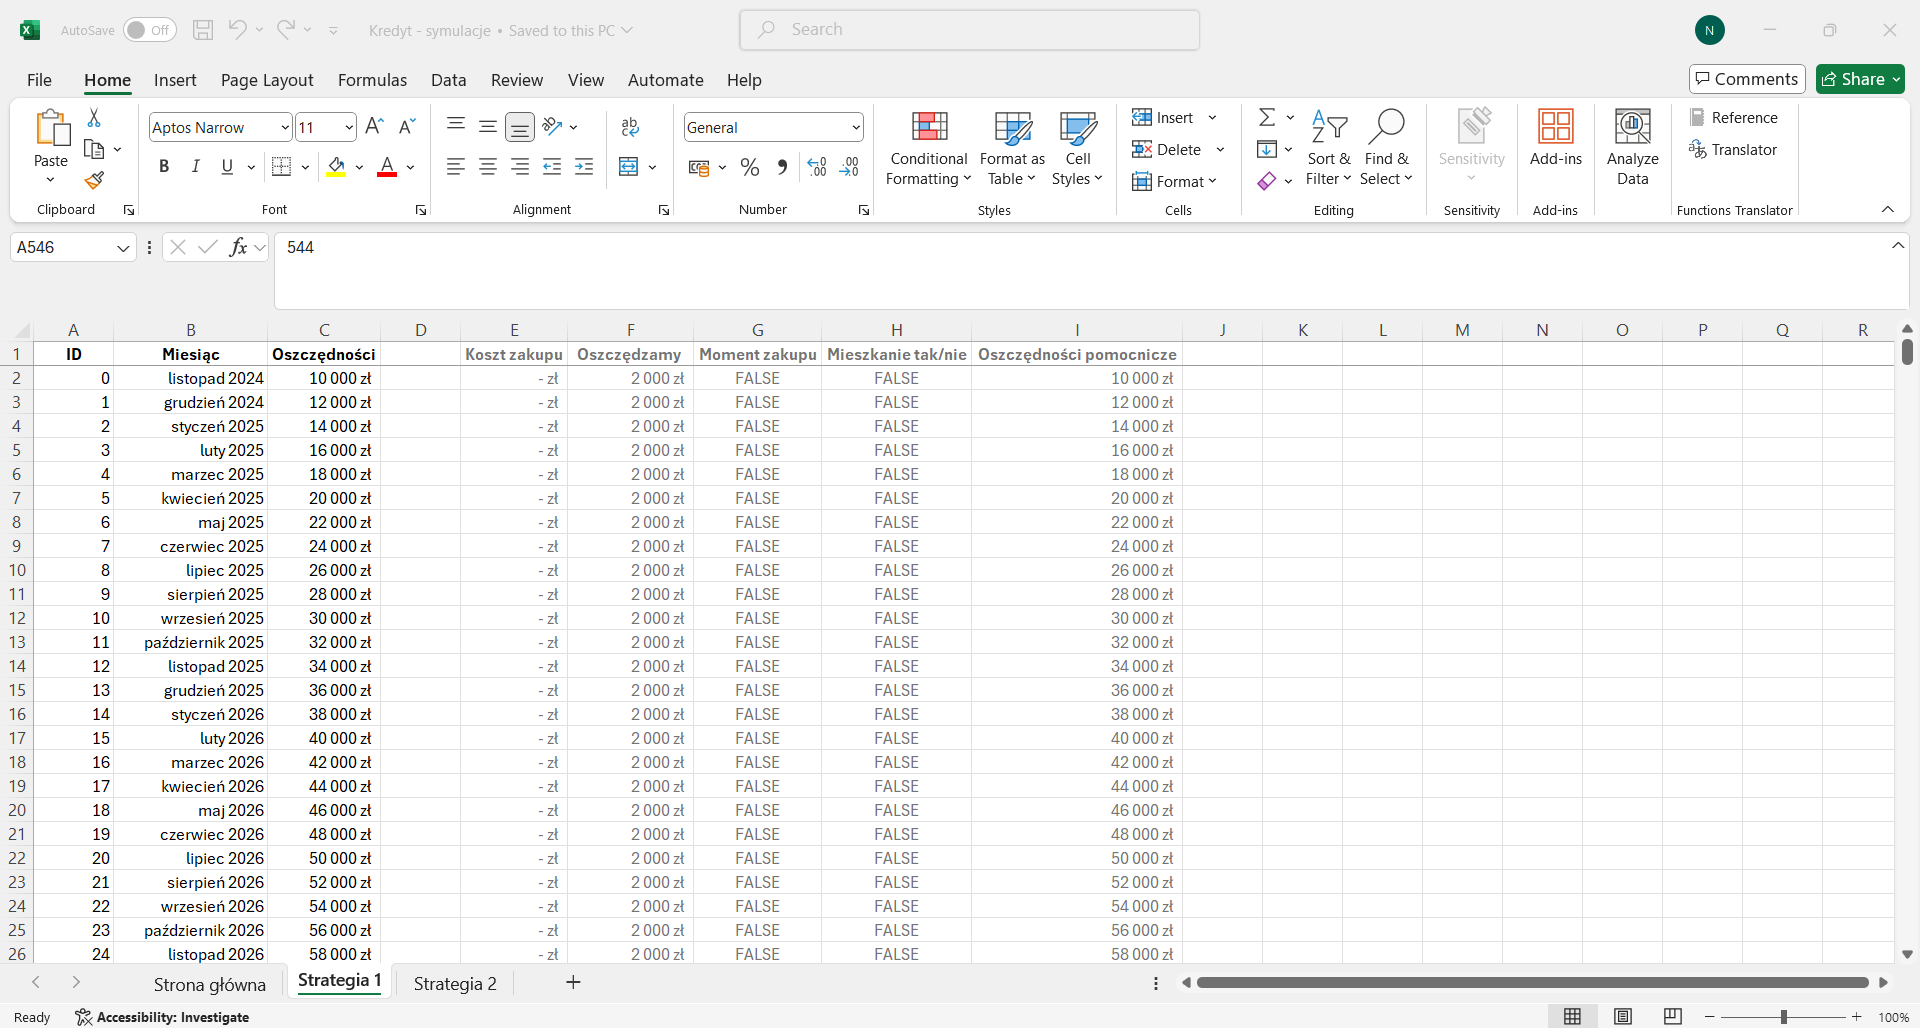 AutoSave Off Kredyt - symulacje • Saved to this PC Search N
File Home Insert Page Layout Formulas Data Review View Automate Help Comments Share
Paste Aptos Narrow 11 General Conditional Formatting Format as Table Cell Styles Insert Delete Format Sort & Filter Find & Select Sensitivity Add-ins Analyze Data Reference Translator
Clipboard Font Alignment Number Styles Cells Editing Sensitivity Add-ins Functions Translator
A546 fx 544
A B C D E F G H I J K L M N O P Q R
1 ID Miesiąc Oszczędności Koszt zakupu Oszczędzamy Moment zakupu Mieszkanie tak/nie Oszczędności pomocnicze
2 0 listopad 2024 10 000 zł - zł 2 000 zł FALSE FALSE 10 000 zł
3 1 grudzień 2024 12 000 zł - zł 2 000 zł FALSE FALSE 12 000 zł
4 2 styczeń 2025 14 000 zł - zł 2 000 zł FALSE FALSE 14 000 zł
5 3 luty 2025 16 000 zł - zł 2 000 zł FALSE FALSE 16 000 zł
6 4 marzec 2025 18 000 zł - zł 2 000 zł FALSE FALSE 18 000 zł
7 5 kwiecień 2025 20 000 zł - zł 2 000 zł FALSE FALSE 20 000 zł
8 6 maj 2025 22 000 zł - zł 2 000 zł FALSE FALSE 22 000 zł
9 7 czerwiec 2025 24 000 zł - zł 2 000 zł FALSE FALSE 24 000 zł
10 8 lipiec 2025 26 000 zł - zł 2 000 zł FALSE FALSE 26 000 zł
11 9 sierpień 2025 28 000 zł - zł 2 000 zł FALSE FALSE 28 000 zł
12 10 wrzesień 2025 30 000 zł - zł 2 000 zł FALSE FALSE 30 000 zł
13 11 październik 2025 32 000 zł - zł 2 000 zł FALSE FALSE 32 000 zł
14 12 listopad 2025 34 000 zł - zł 2 000 zł FALSE FALSE 34 000 zł
15 13 grudzień 2025 36 000 zł - zł 2 000 zł FALSE FALSE 36 000 zł
16 14 styczeń 2026 38 000 zł - zł 2 000 zł FALSE FALSE 38 000 zł
17 15 luty 2026 40 000 zł - zł 2 000 zł FALSE FALSE 40 000 zł
18 16 marzec 2026 42 000 zł - zł 2 000 zł FALSE FALSE 42 000 zł
19 17 kwiecień 2026 44 000 zł - zł 2 000 zł FALSE FALSE 44 000 zł
20 18 maj 2026 46 000 zł - zł 2 000 zł FALSE FALSE 46 000 zł
21 19 czerwiec 2026 48 000 zł - zł 2 000 zł FALSE FALSE 48 000 zł
22 20 lipiec 2026 50 000 zł - zł 2 000 zł FALSE FALSE 50 000 zł
23 21 sierpień 2026 52 000 zł - zł 2 000 zł FALSE FALSE 52 000 zł
24 22 wrzesień 2026 54 000 zł - zł 2 000 zł FALSE FALSE 54 000 zł
25 23 październik 2026 56 000 zł - zł 2 000 zł FALSE FALSE 56 000 zł
26 24 listopad 2026 58 000 zł - zł 2 000 zł FALSE FALSE 58 000 zł
Strona główna Strategia 1 Strategia 2
Ready Accessibility: Investigate 100%